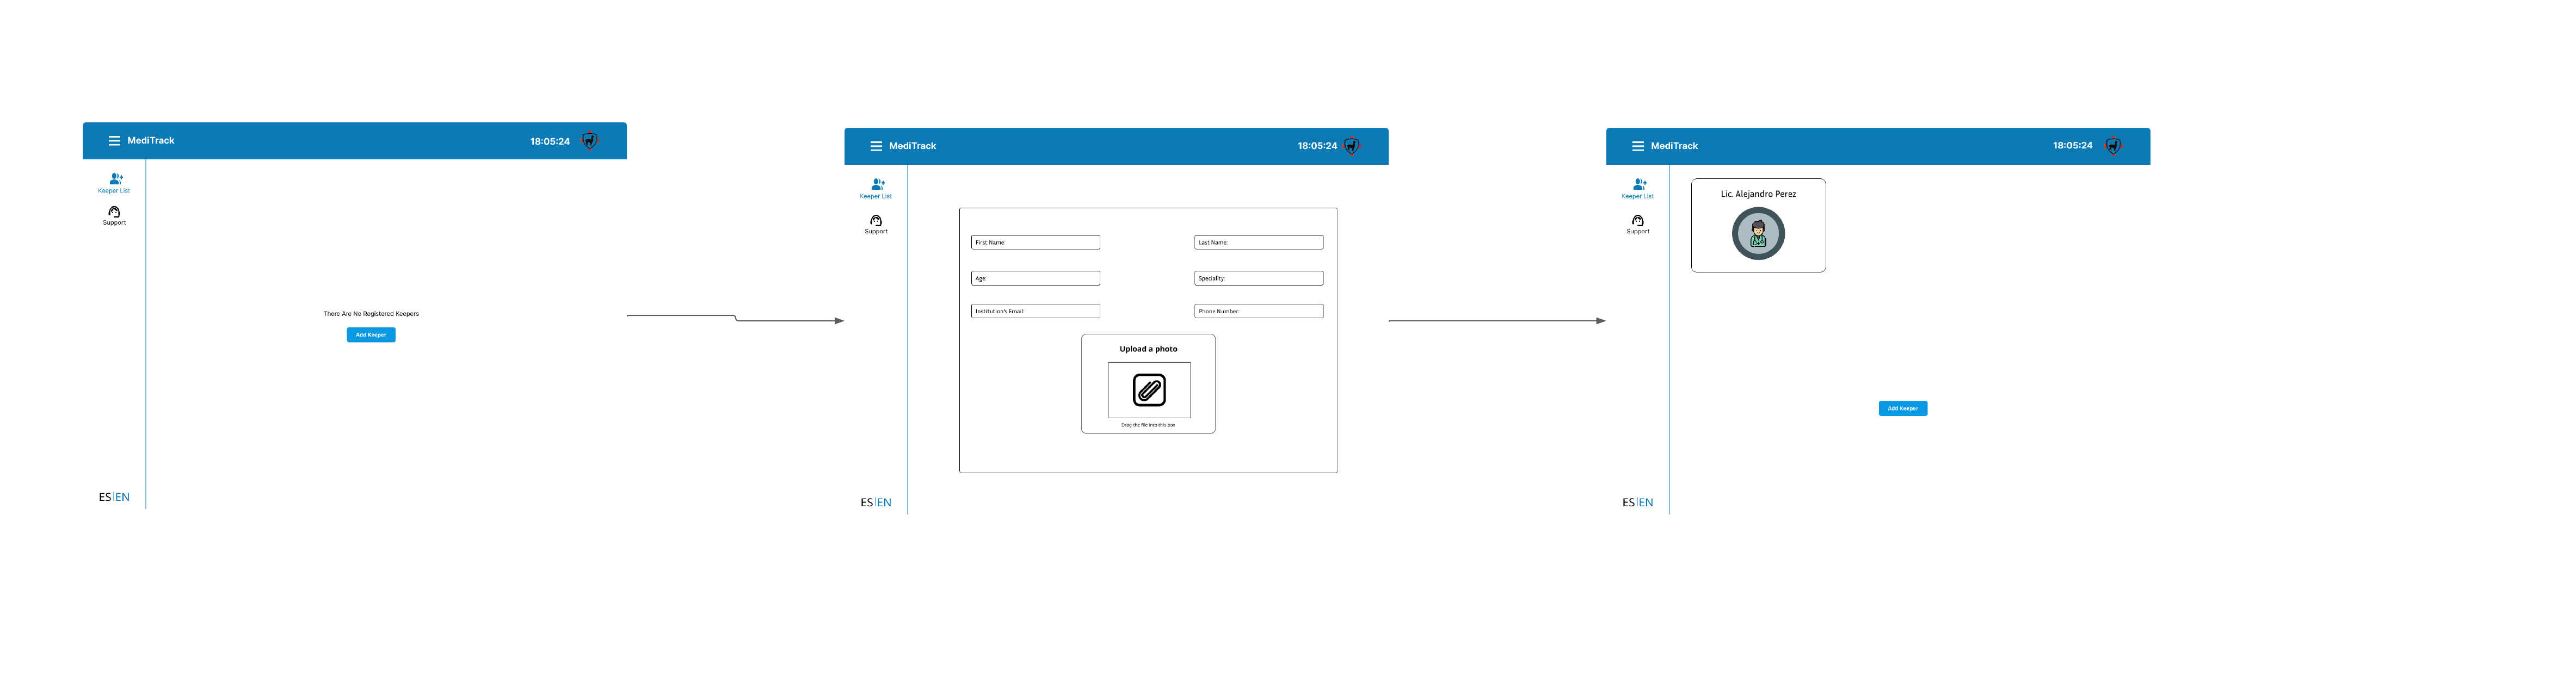 MediTrack
18:05:24
Keeper List
Support
There Are No Registered Keepers
Add Keeper
ES|EN
MediTrack
18:05:24
Keeper List
Support
First Name:
Last Name:
Age:
Speciality:
Institution's Email:
Phone Number:
Upload a photo
Drag the file into this box
ES|EN
MediTrack
18:05:24
Keeper List
Support
Lic. Alejandro Perez
Add Keeper
ES|EN